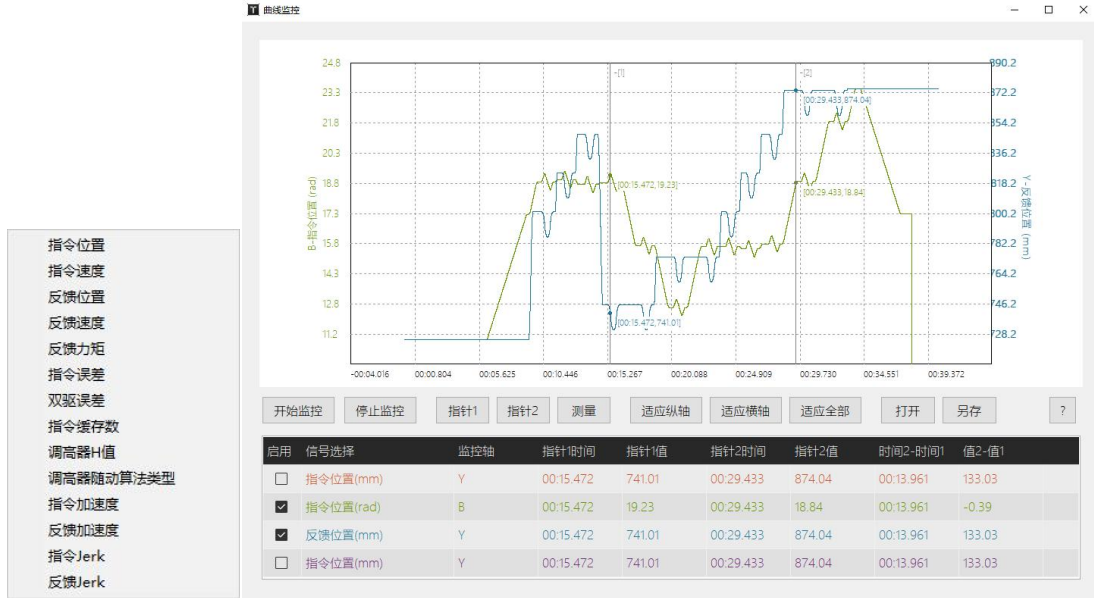 指令位置
指令速度
反馈位置
反馈速度
反馈力矩
指令误差
双驱误差
指令缓存数
调高器H值
调高器随动算法类型
指令加速度
反馈加速度
指令Jerk
反馈Jerk
T 曲线监控
24.8
23.3
21.8
20.3
18.8
17.3
15.8
14.3
12.8
11.2
B-指令位置 (rad)
-[1]
-[2]
[00:29.433,874.04]
[00:15.472,19.23]
[00:29.433,18.84]
[00:15.472,741.01]
890.2
872.2
854.2
836.2
818.2
800.2
782.2
764.2
746.2
728.2
Y-反馈位置 (mm)
-00:04.016 00:00.804 00:05.625 00:10.446 00:15.267 00:20.088 00:24.909 00:29.730 00:34.551 00:39.372
开始监控 停止监控 指针1 指针2 测量 适应纵轴 适应横轴 适应全部 打开 另存 ?
启用 信号选择 监控轴 指针1时间 指针1值 指针2时间 指针2值 时间2-时间1 值2-值1
指令位置(mm) Y 00:15.472 741.01 00:29.433 874.04 00:13.961 133.03
指令位置(rad) B 00:15.472 19.23 00:29.433 18.84 00:13.961 -0.39
反馈位置(mm) Y 00:15.472 741.01 00:29.433 874.04 00:13.961 133.03
指令位置(mm) Y 00:15.472 741.01 00:29.433 874.04 00:13.961 133.03